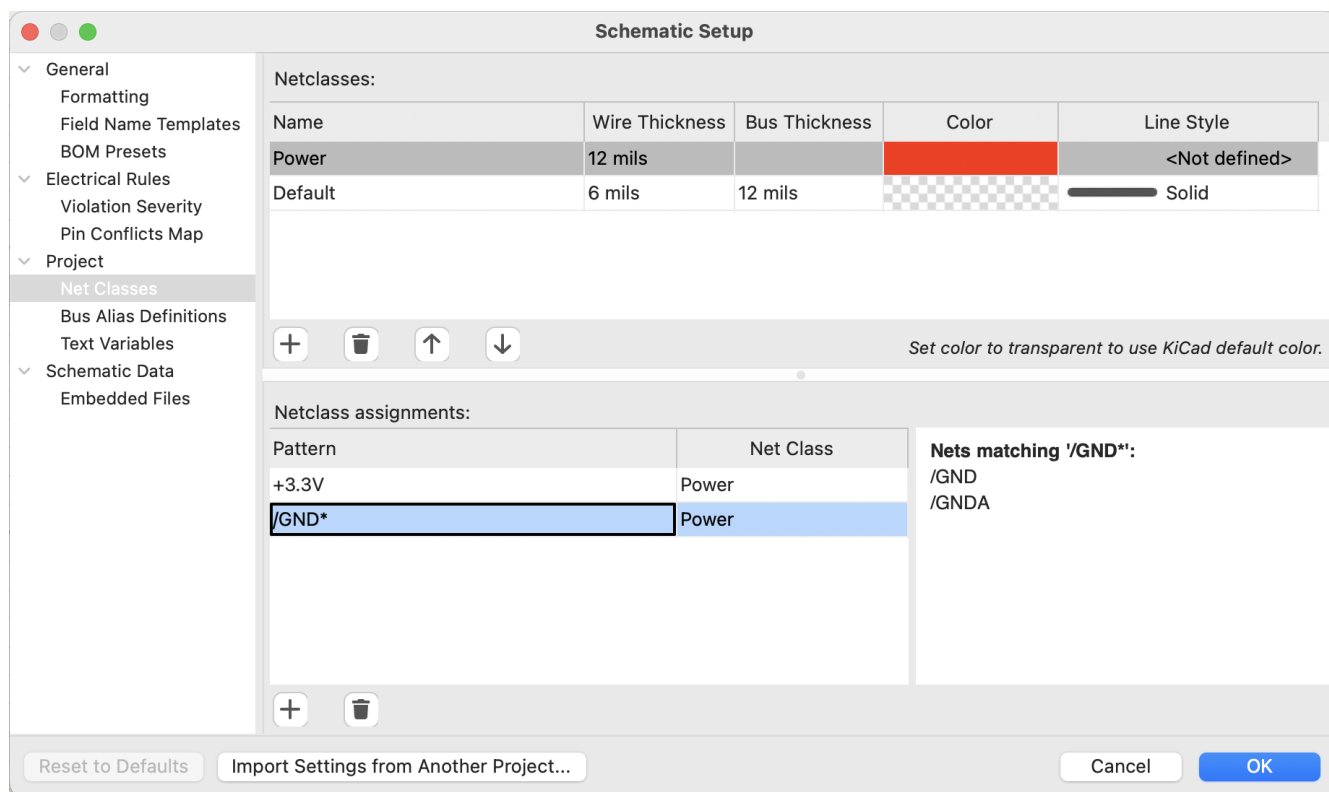 Schematic Setup
General
Formatting
Field Name Templates
BOM Presets
Electrical Rules
Violation Severity
Pin Conflicts Map
Project
Net Classes
Bus Alias Definitions
Text Variables
Schematic Data
Embedded Files
Netclasses:
Name Wire Thickness Bus Thickness Color Line Style
Power 12 mils <Not defined>
Default 6 mils 12 mils Solid
Set color to transparent to use KiCad default color.
Netclass assignments:
Pattern Net Class
+3.3V Power
/GND* Power
Nets matching '/GND*':
/GND
/GNDA
Reset to Defaults Import Settings from Another Project... Cancel OK